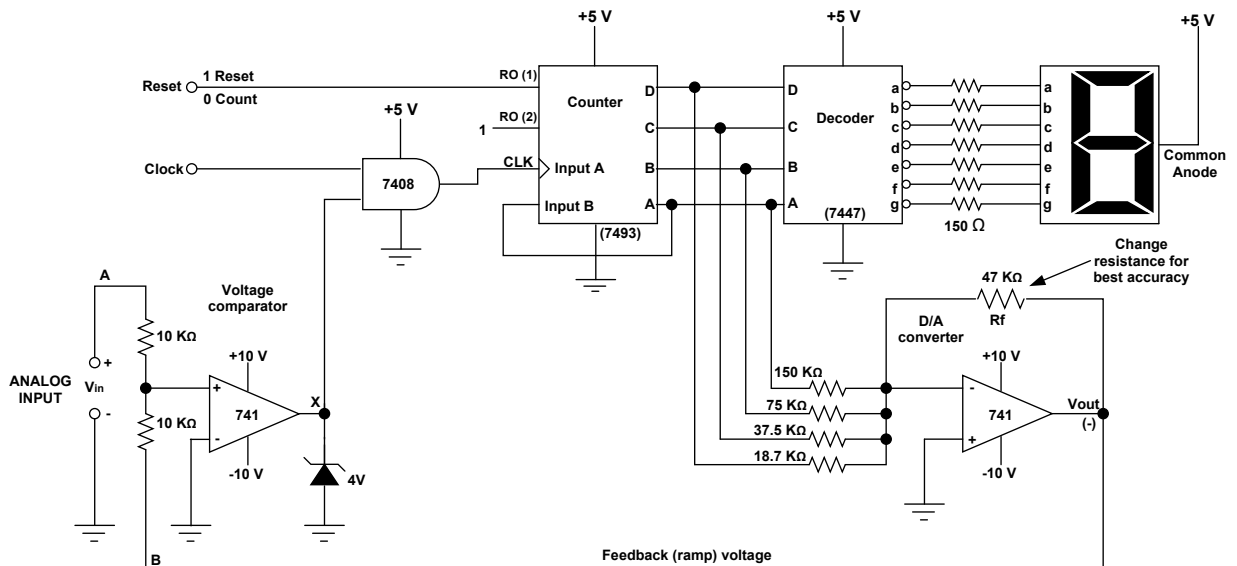 +5 V
+5 V
+5 V
Reset
1 Reset
0 Count
RO (1)
RO (2)
1
+5 V
Clock
7408
CLK
Counter
Input A
Input B
(7493)
D
C
B
A
D
C
B
A
Decoder
(7447)
a
b
c
d
e
f
g
150 Ω
a
b
c
d
e
f
g
Common
Anode
Change
resistance for
best accuracy
A
Voltage
comparator
10 KΩ
ANALOG
INPUT
+
Vin
-
10 KΩ
+10 V
+
741
-
-10 V
X
4V
B
47 KΩ
Rf
D/A
converter
150 KΩ
75 KΩ
37.5 KΩ
18.7 KΩ
+10 V
-
741
+
-10 V
Vout
(-)
Feedback (ramp) voltage